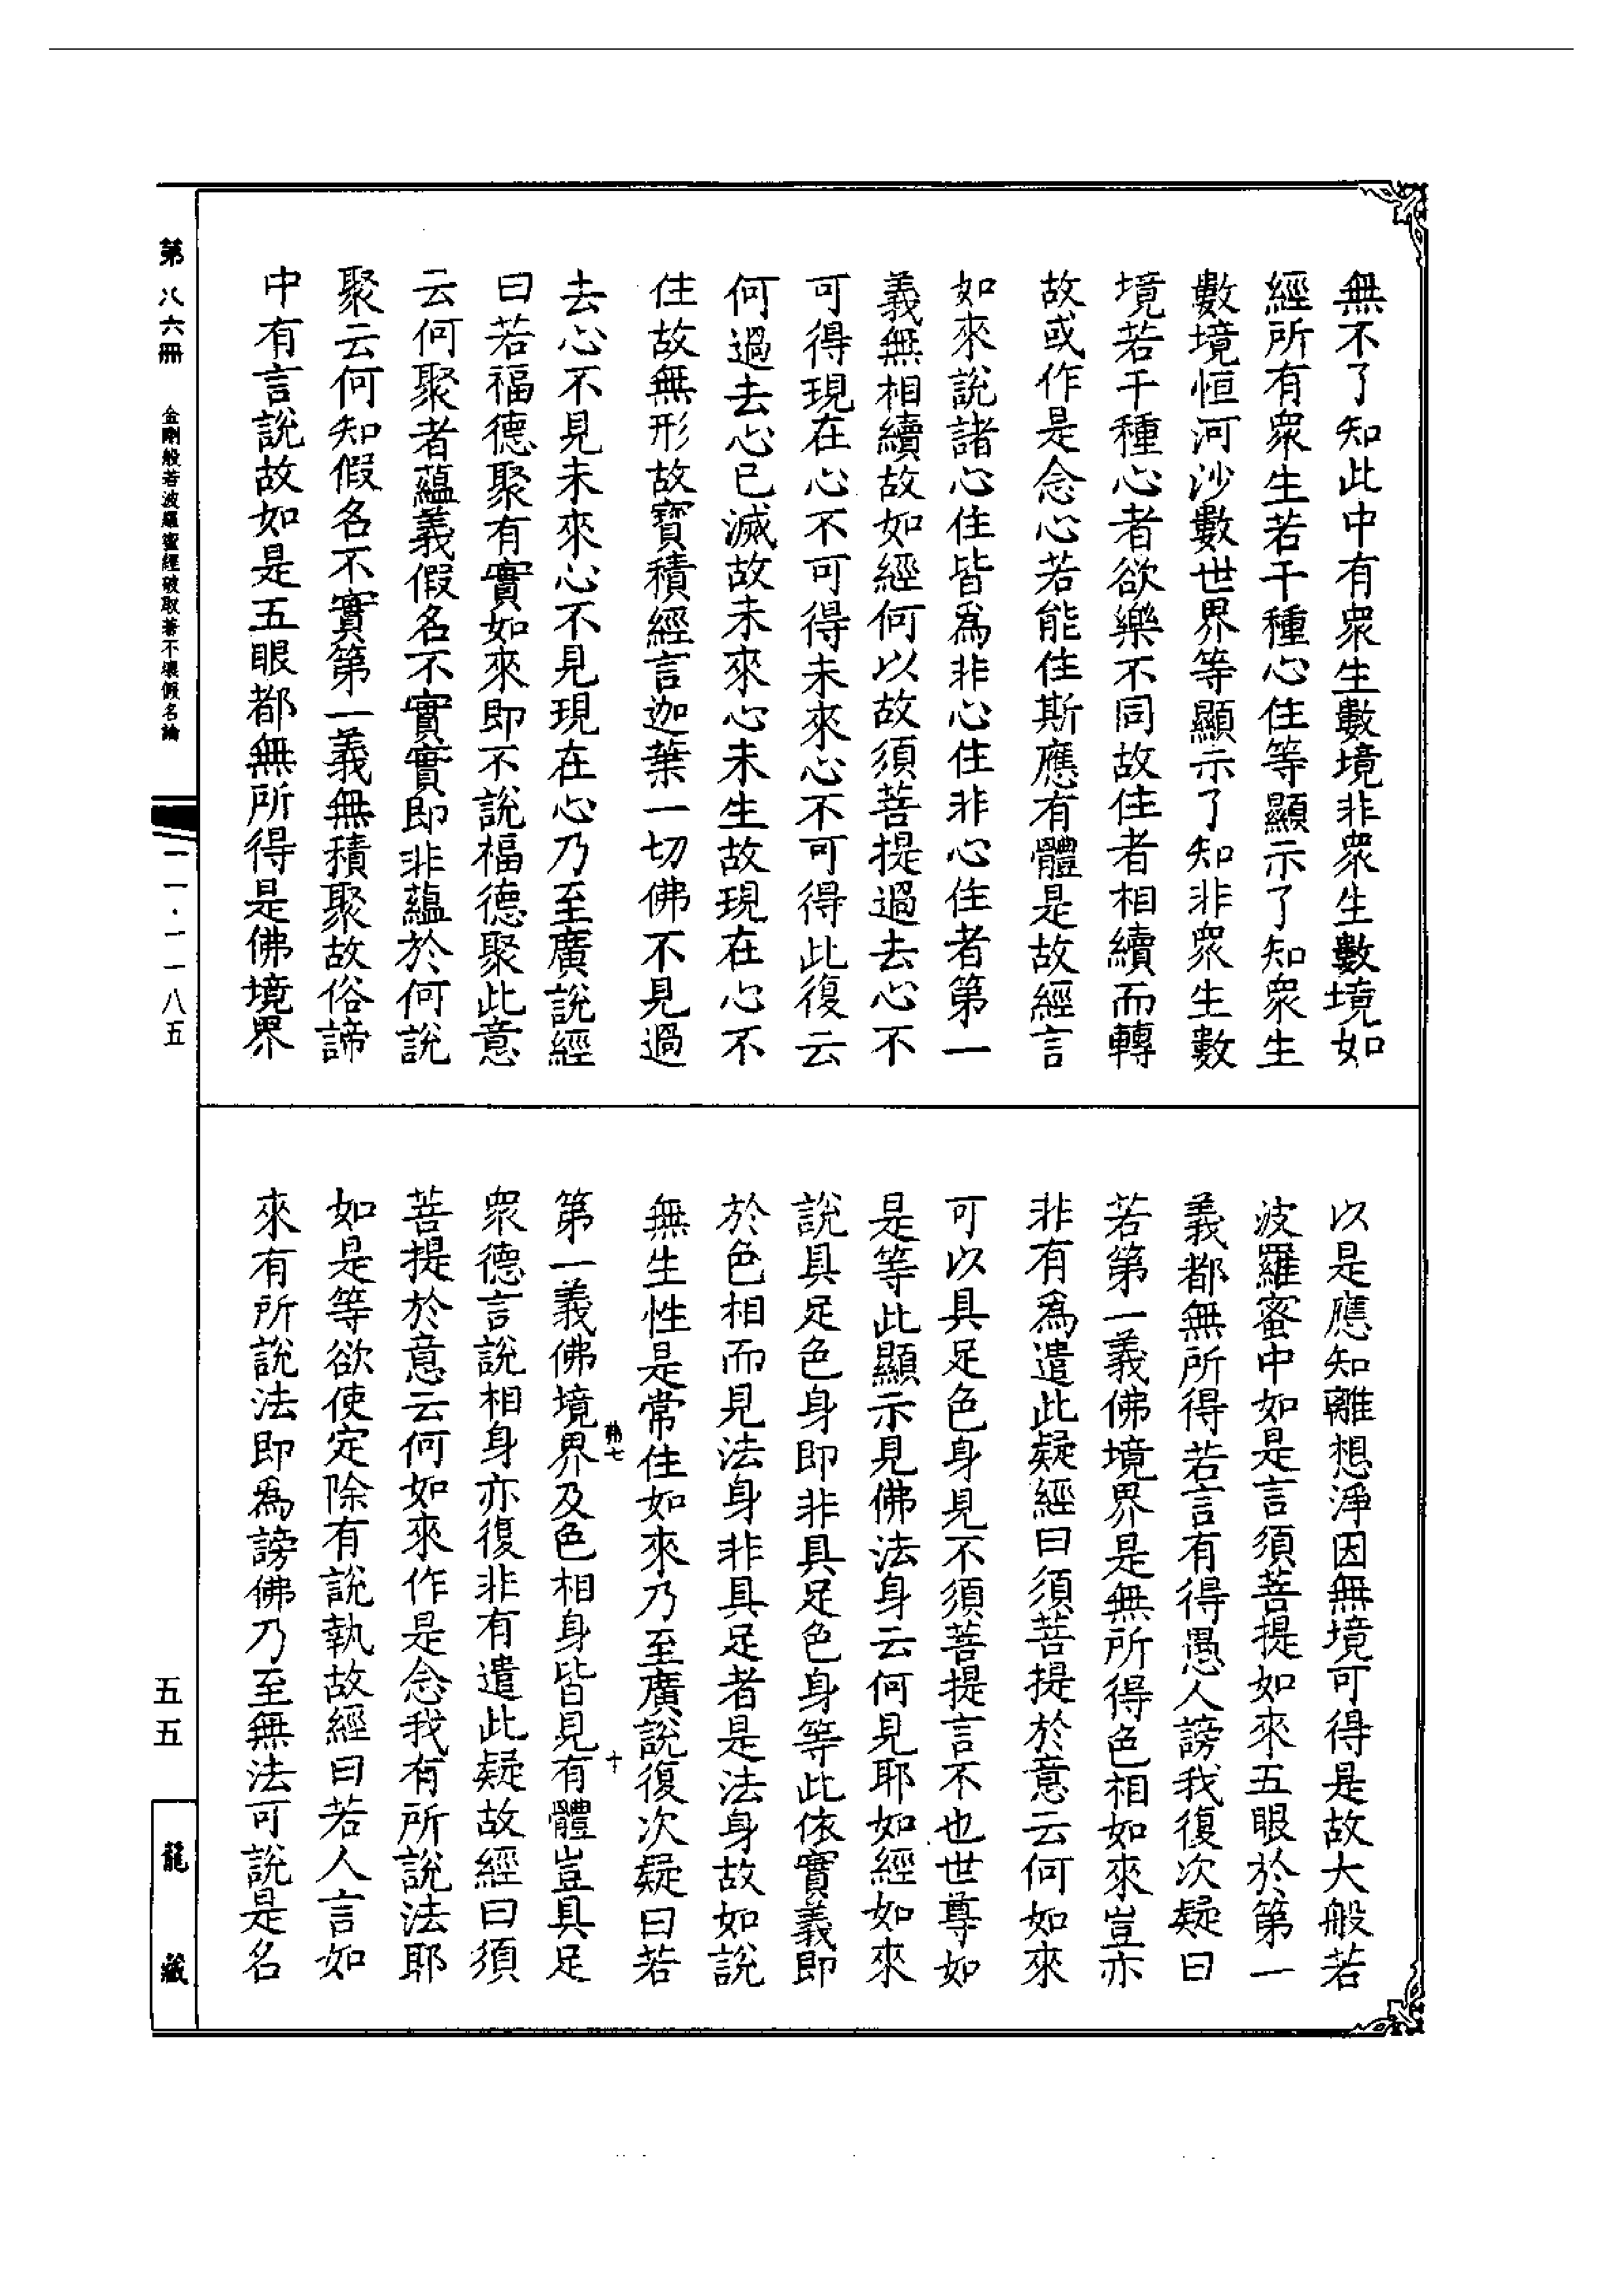 無不了知此中有衆生數境非衆生數境如
經所有衆生若干種心住等顯示了知衆生
數境恒河沙數世界等顯示了知非衆生數
境若干種心者欲樂不同故住者相續而轉
故或作是念心若能住斯應有體是故經言
如來說諸心住皆爲非心住非心住者第一
義無相續故如經何以故須菩提過去心不
可得現在心不可得未來心不可得此復云
何過去心已滅故未來心未生故現在心不
住故無形故寶積經言迦葉一切佛不見過
去心不見未來心不見現在心乃至廣說經
曰若福德聚有實如來即不說福德聚此意
云何聚者蘊義假名不實實即非蘊於何說
聚云何知假名不實第一義無積聚故俗諦
中有言說故如是五眼都無所得是佛境界
以是應知離想淨因無境可得是故大般若
波羅蜜中如是言須菩提如來五眼於第一
義都無所得若言有得愚人謗我復次疑曰
若第一義佛境界是無所得色相如來豈亦
非有爲遣此疑經曰須菩提於意云何如來
可以具足色身見不須菩提言不也世尊如
是等此顯示見佛法身云何見耶如經如來
說具足色身即非具足色身等此依實義即
於色相而見法身非具足者是法身故如說
無生性是常住如來乃至廣說復次疑曰若
第一義佛境界及色相身皆見有體豈具足
衆德言說相身亦復非有遣此疑故經曰須
菩提於意云何如來作是念我有所說法耶
如是等欲使定除有說執故經曰若人言如
來有所說法即爲謗佛乃至無法可說是名
第八六冊
金剛般若波羅蜜經破取著不壞假名論
一一·一一八五
五五
龍藏
七
十